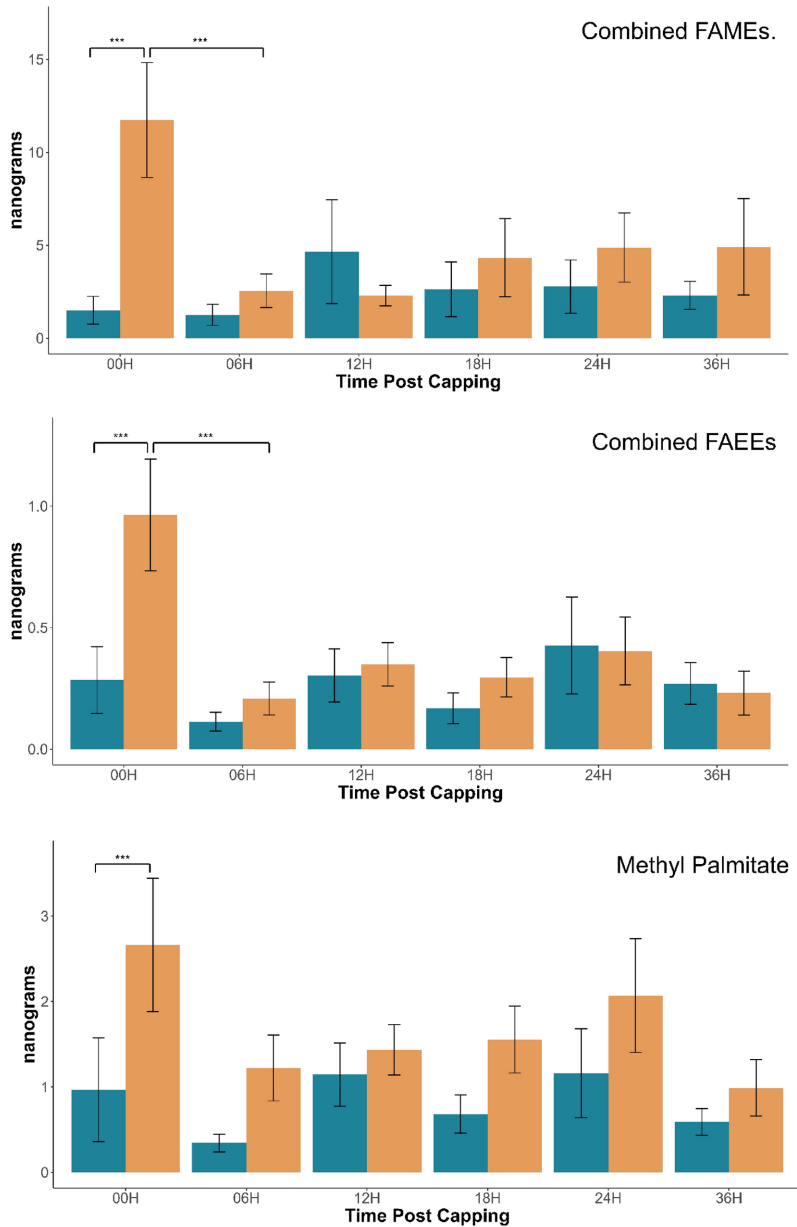 Combined FAMEs.
*** ***
15
10
5
0
nanograms
00H 06H 12H 18H 24H 36H
Time Post Capping
Combined FAEEs
*** ***
1.0
0.5
0.0
nanograms
00H 06H 12H 18H 24H 36H
Time Post Capping
Methyl Palmitate
***
3
2
1
0
nanograms
00H 06H 12H 18H 24H 36H
Time Post Capping